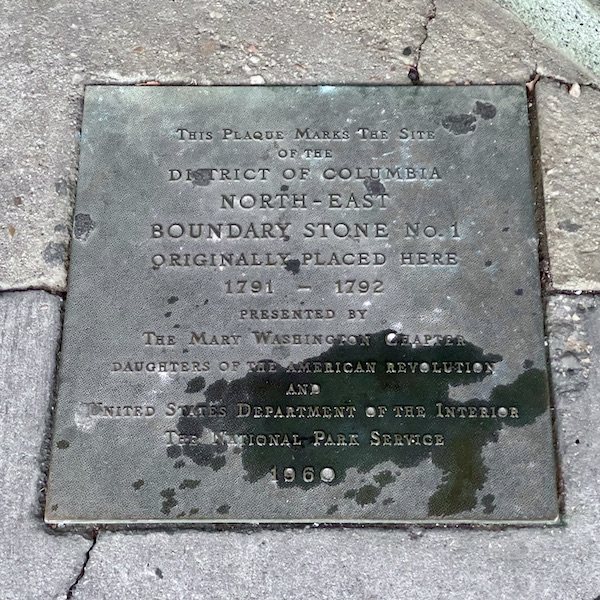 THIS PLAQUE MARKS THE SITE
OF THE
DISTRICT OF COLUMBIA
NORTH-EAST
BOUNDARY STONE NO. 1
ORIGINALLY PLACED HERE
1791 – 1792
PRESENTED BY
THE MARY WASHINGTON CHAPTER
DAUGHTERS OF THE AMERICAN REVOLUTION
AND
UNITED STATES DEPARTMENT OF THE INTERIOR
THE NATIONAL PARK SERVICE
1960